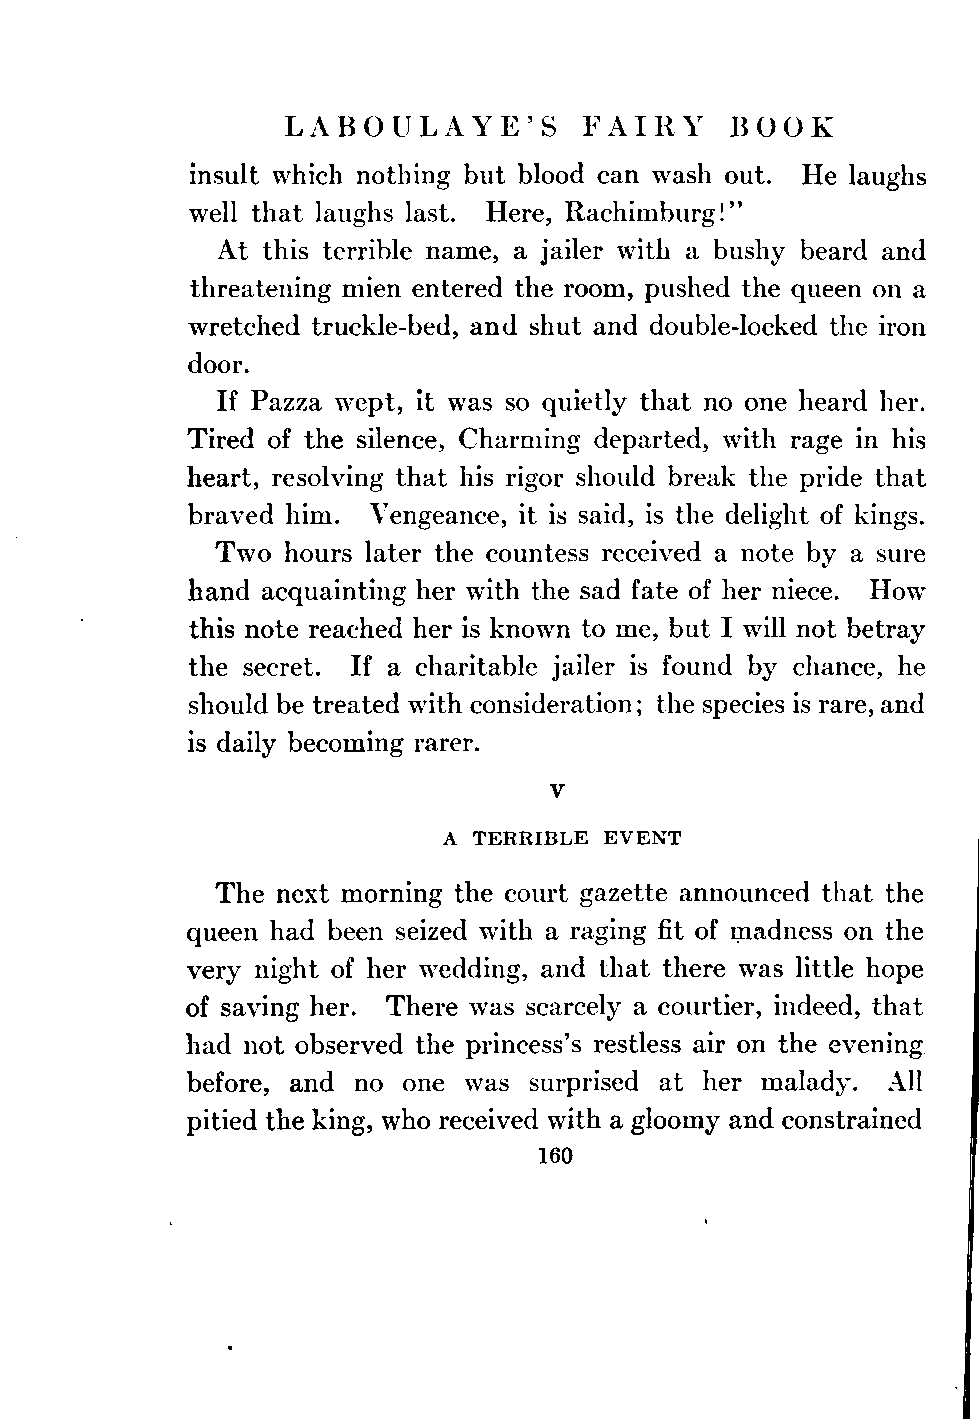 LABOULAYE'S FAIRY BOOK
insult which nothing but blood can wash out. He laughs
well that laughs last. Here, Rachimburg!"
At this terrible name, a jailer with a bushy beard and
threatening mien entered the room, pushed the queen on a
wretched truckle-bed, and shut and double-locked the iron
door.
If Pazza wept, it was so quietly that no one heard her.
Tired of the silence, Charming departed, with rage in his
heart, resolving that his rigor should break the pride that
braved him. Vengeance, it is said, is the delight of kings.
Two hours later the countess received a note by a sure
hand acquainting her with the sad fate of her niece. How
this note reached her is known to me, but I will not betray
the secret. If a charitable jailer is found by chance, he
should be treated with consideration; the species is rare, and
is daily becoming rarer.
V
A TERRIBLE EVENT
The next morning the court gazette announced that the
queen had been seized with a raging fit of madness on the
very night of her wedding, and that there was little hope
of saving her. There was scarcely a courtier, indeed, that
had not observed the princess's restless air on the evening
before, and no one was surprised at her malady. All
pitied the king, who received with a gloomy and constrained
160